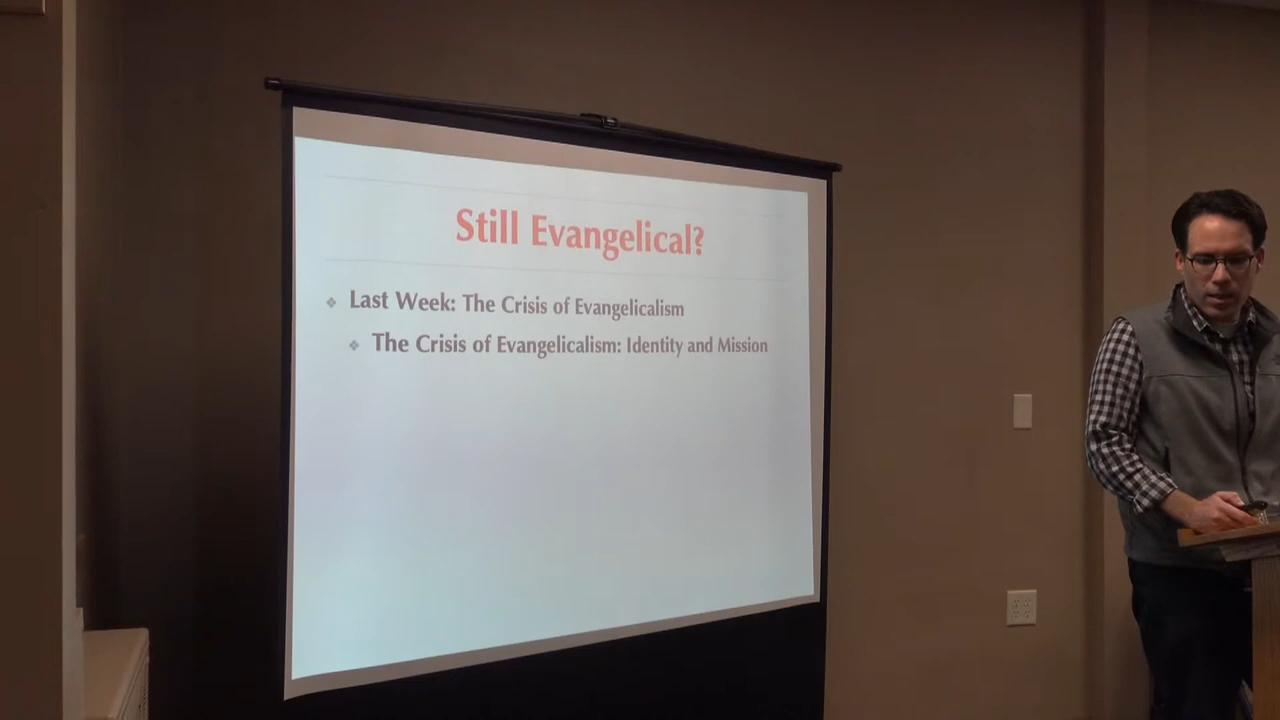 Still Evangelical?
Last Week: The Crisis of Evangelicalism
The Crisis of Evangelicalism: Identity and Mission